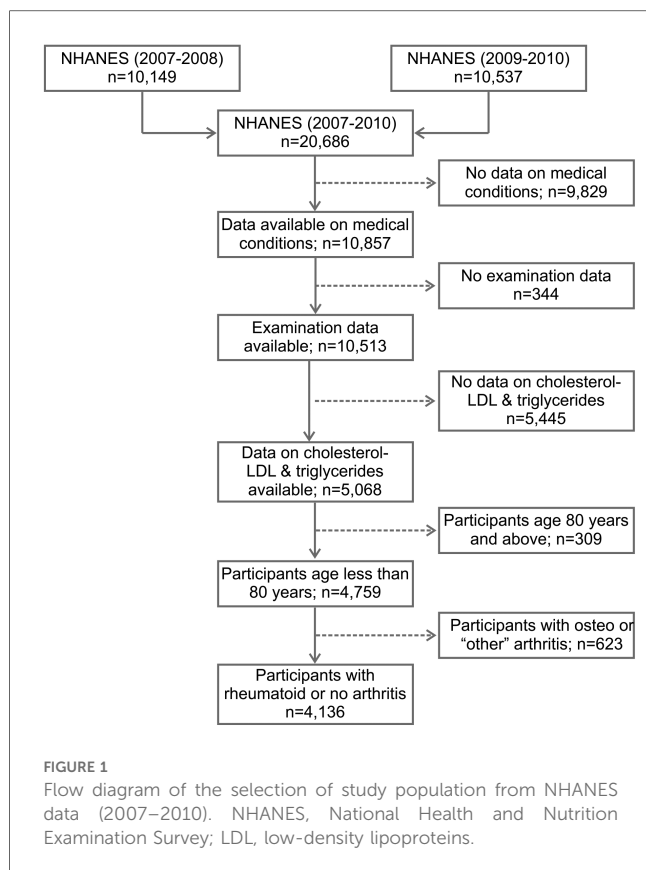 NHANES (2007-2008)
n=10,149
NHANES (2009-2010)
n=10,537
NHANES (2007-2010)
n=20,686
No data on medical
conditions; n=9,829
Data available on medical
conditions; n=10,857
No examination data
n=344
Examination data
available; n=10,513
No data on cholesterol-
LDL & triglycerides
n=5,445
Data on cholesterol-
LDL & triglycerides
available; n=5,068
Participants age 80 years
and above; n=309
Participants age less than
80 years; n=4,759
Participants with osteo or
“other” arthritis; n=623
Participants with
rheumatoid or no arthritis
n=4,136
FIGURE 1
Flow diagram of the selection of study population from NHANES
data (2007–2010). NHANES, National Health and Nutrition
Examination Survey; LDL, low-density lipoproteins.